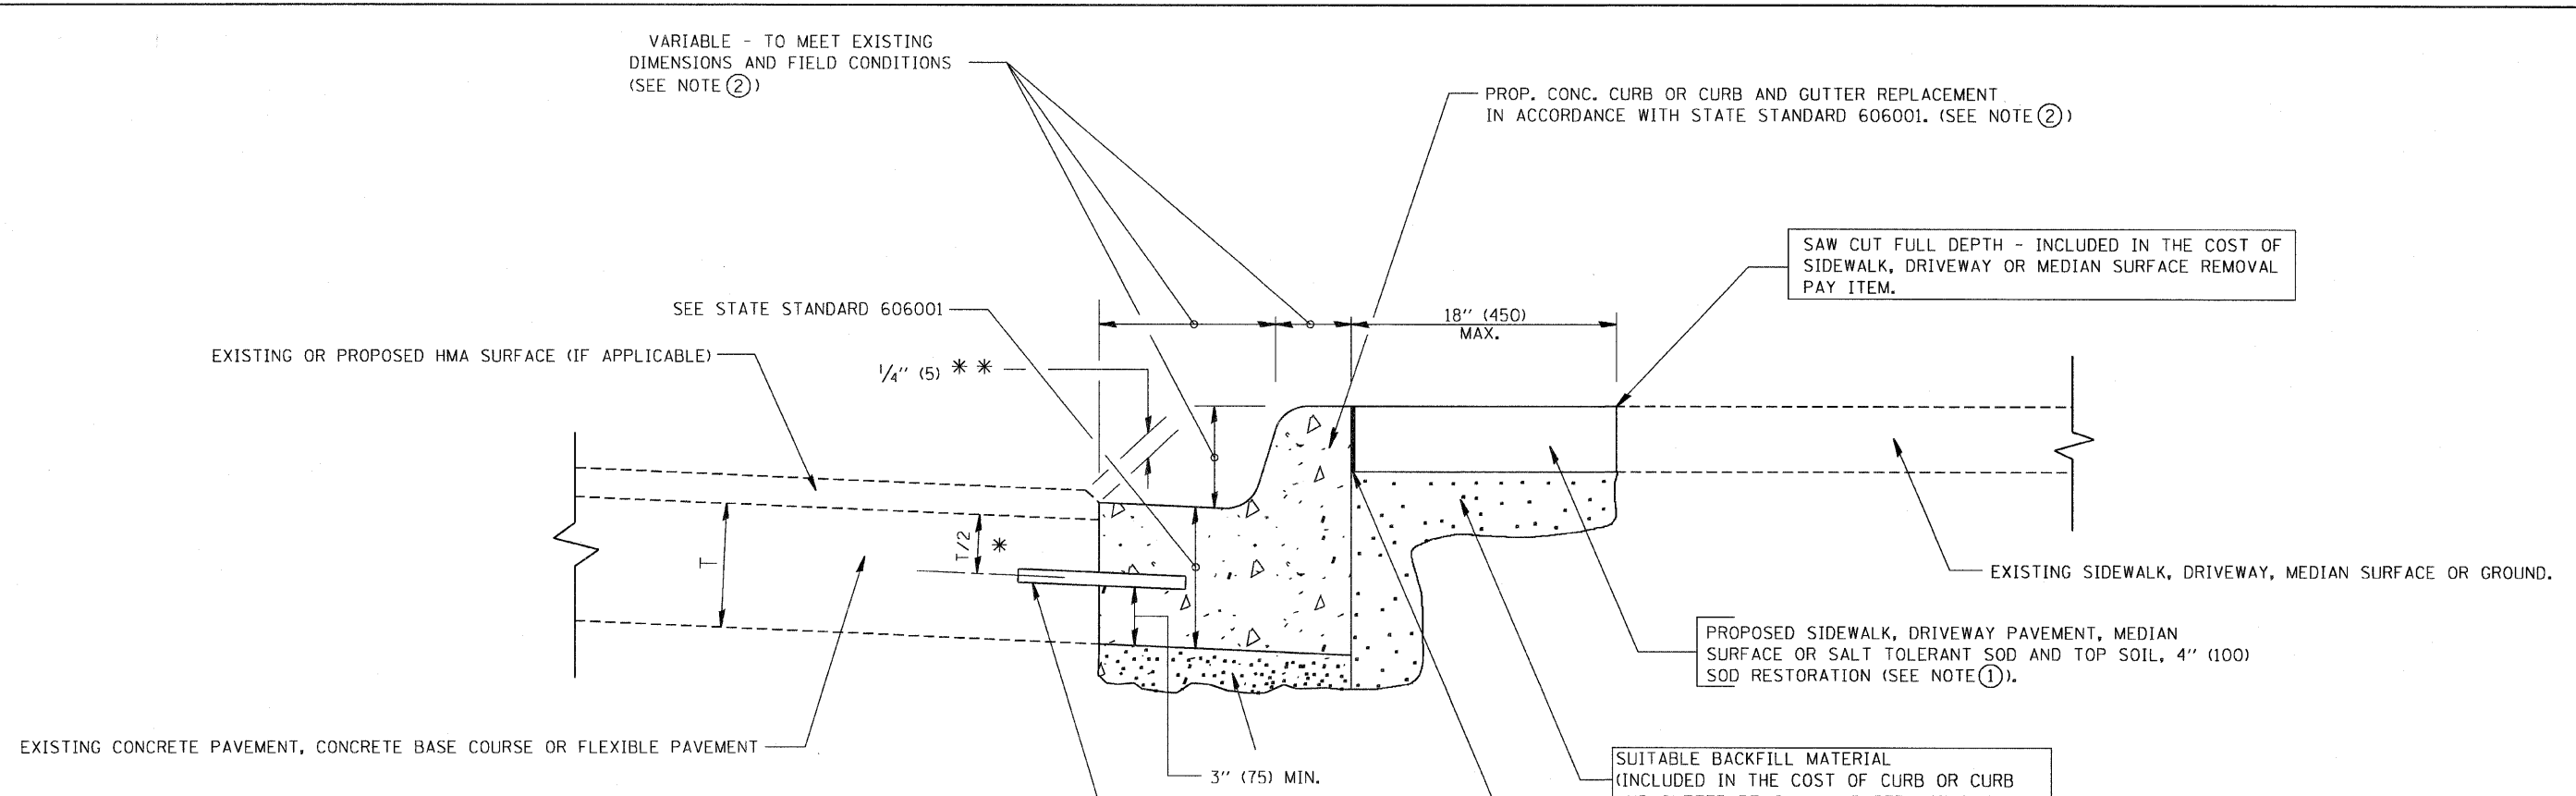 VARIABLE - TO MEET EXISTING
DIMENSIONS AND FIELD CONDITIONS
(SEE NOTE ②)
PROP. CONC. CURB OR CURB AND GUTTER REPLACEMENT
IN ACCORDANCE WITH STATE STANDARD 606001. (SEE NOTE ②)
SAW CUT FULL DEPTH - INCLUDED IN THE COST OF
SIDEWALK, DRIVEWAY OR MEDIAN SURFACE REMOVAL
PAY ITEM.
SEE STATE STANDARD 606001
18" (450)
MAX.
EXISTING OR PROPOSED HMA SURFACE (IF APPLICABLE)
1/4" (5) * *
T
T/2 *
EXISTING SIDEWALK, DRIVEWAY, MEDIAN SURFACE OR GROUND.
PROPOSED SIDEWALK, DRIVEWAY PAVEMENT, MEDIAN
SURFACE OR SALT TOLERANT SOD AND TOP SOIL, 4" (100)
SOD RESTORATION (SEE NOTE ①).
EXISTING CONCRETE PAVEMENT, CONCRETE BASE COURSE OR FLEXIBLE PAVEMENT
3" (75) MIN.
SUITABLE BACKFILL MATERIAL
(INCLUDED IN THE COST OF CURB OR CURB